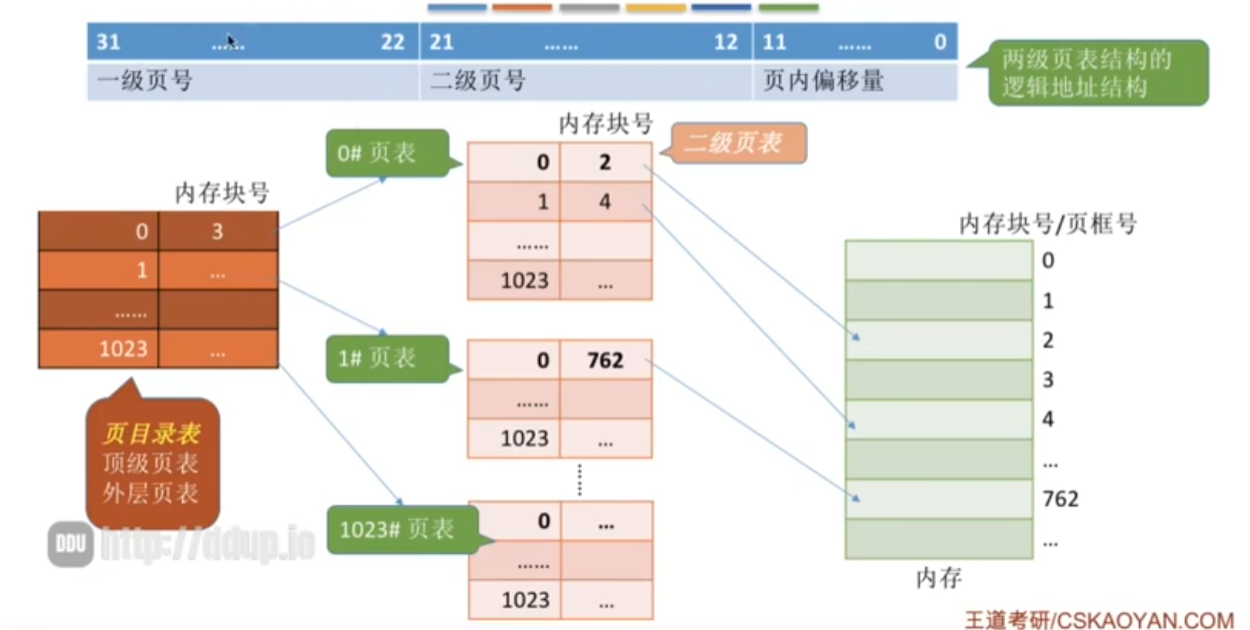 31 …… 22 21 …… 12 11 …… 0
一级页号 二级页号 页内偏移量
两级页表结构的
逻辑地址结构
内存块号
0# 页表
二级页表
0 2
1 4
……
1023 …
内存块号
0 3
1 …
……
1023 …
页目录表
顶级页表
外层页表
1# 页表
0 762
……
1023 …
1023# 页表
0 …
……
1023 …
内存块号/页框号
0
1
2
3
4
…
762
…
内存
DDU http://ddup.io
王道考研/CSKAOYAN.COM